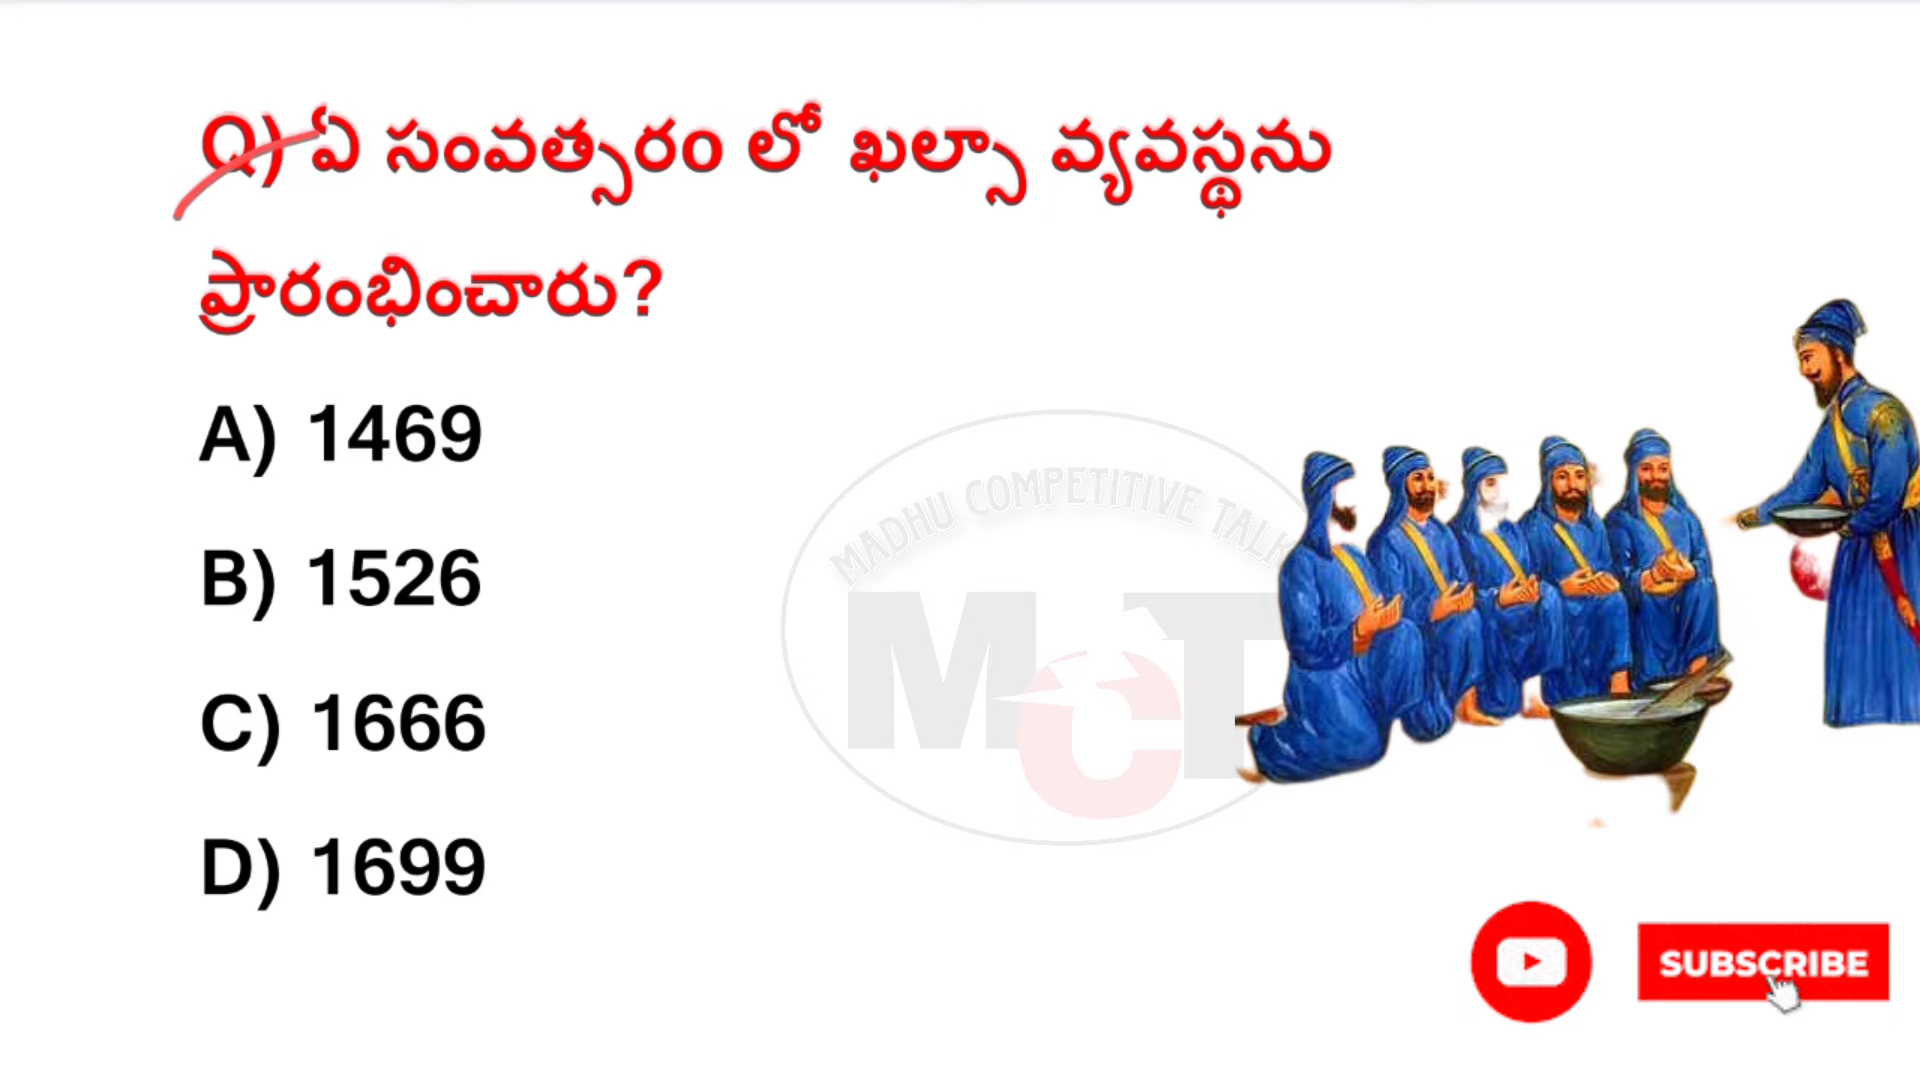 Q) ఏ సంవత్సరం లో ఖల్సా వ్యవస్థను
ప్రారంభించారు?
A) 1469
B) 1526
C) 1666
D) 1699
MADHU COMPETITIVE TALK
MCT
SUBSCRIBE